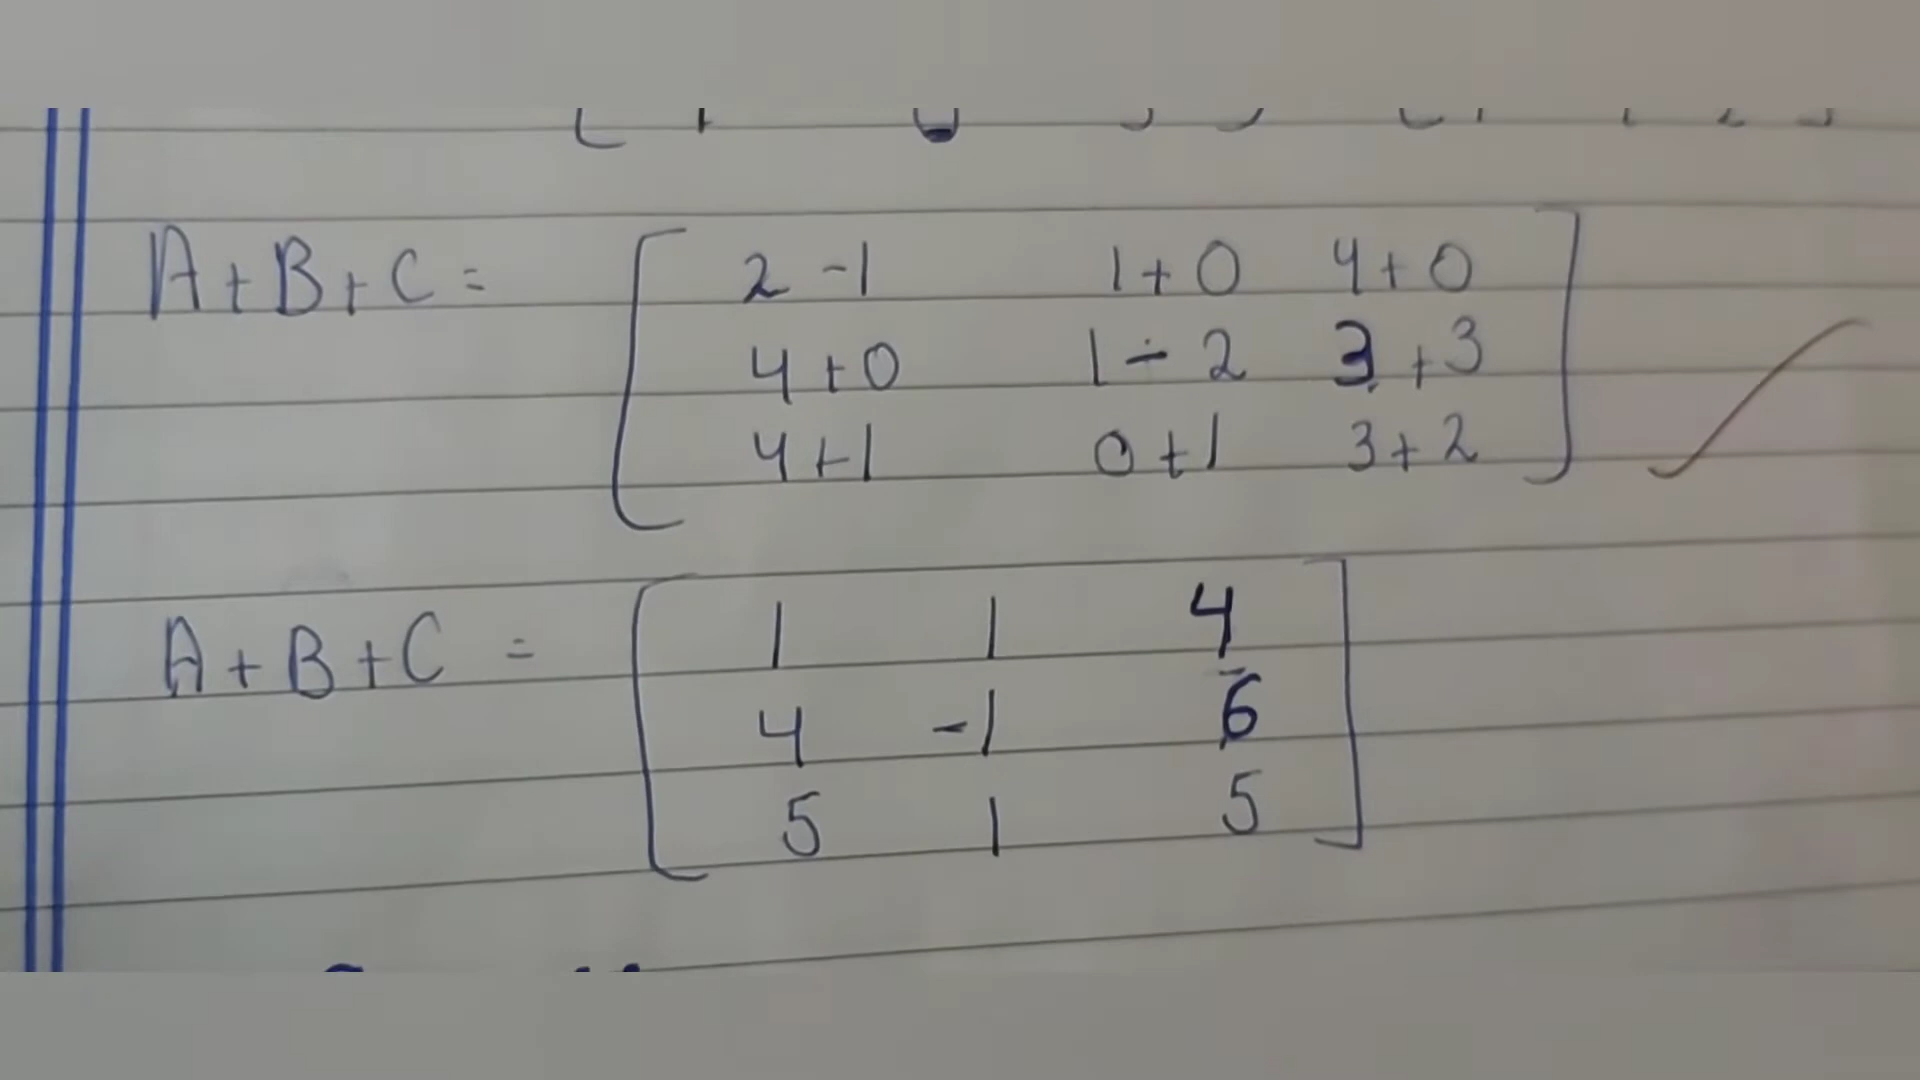 A+B+C = [ 2 -1 1+0 4+0
4+0 1 ÷ 2 3 +3
4+1 0+1 3+2 ]
A+B+C = [ 1 1 4
4 -1 6
5 1 5 ]